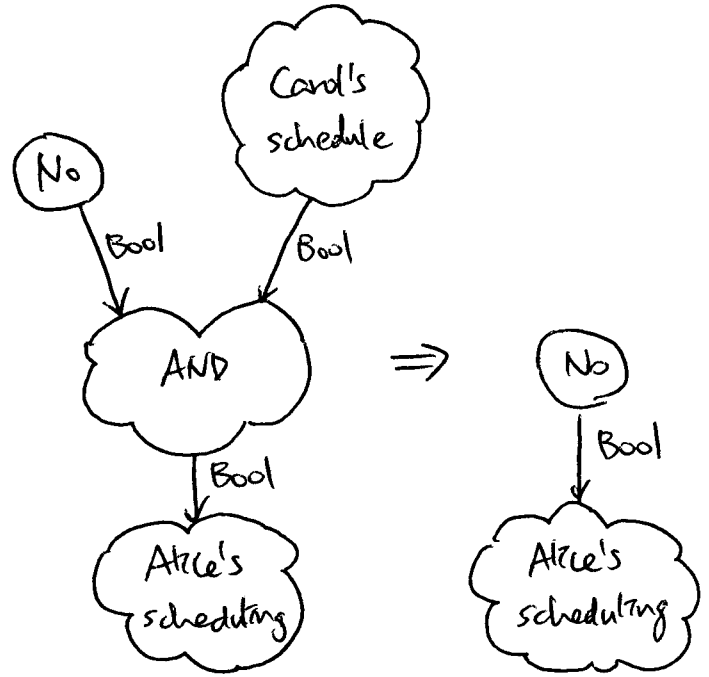 Carol's
schedule
No
Bool
Bool
AND
⇒
No
Bool
Bool
Alice's
scheduling
Alice's
scheduling